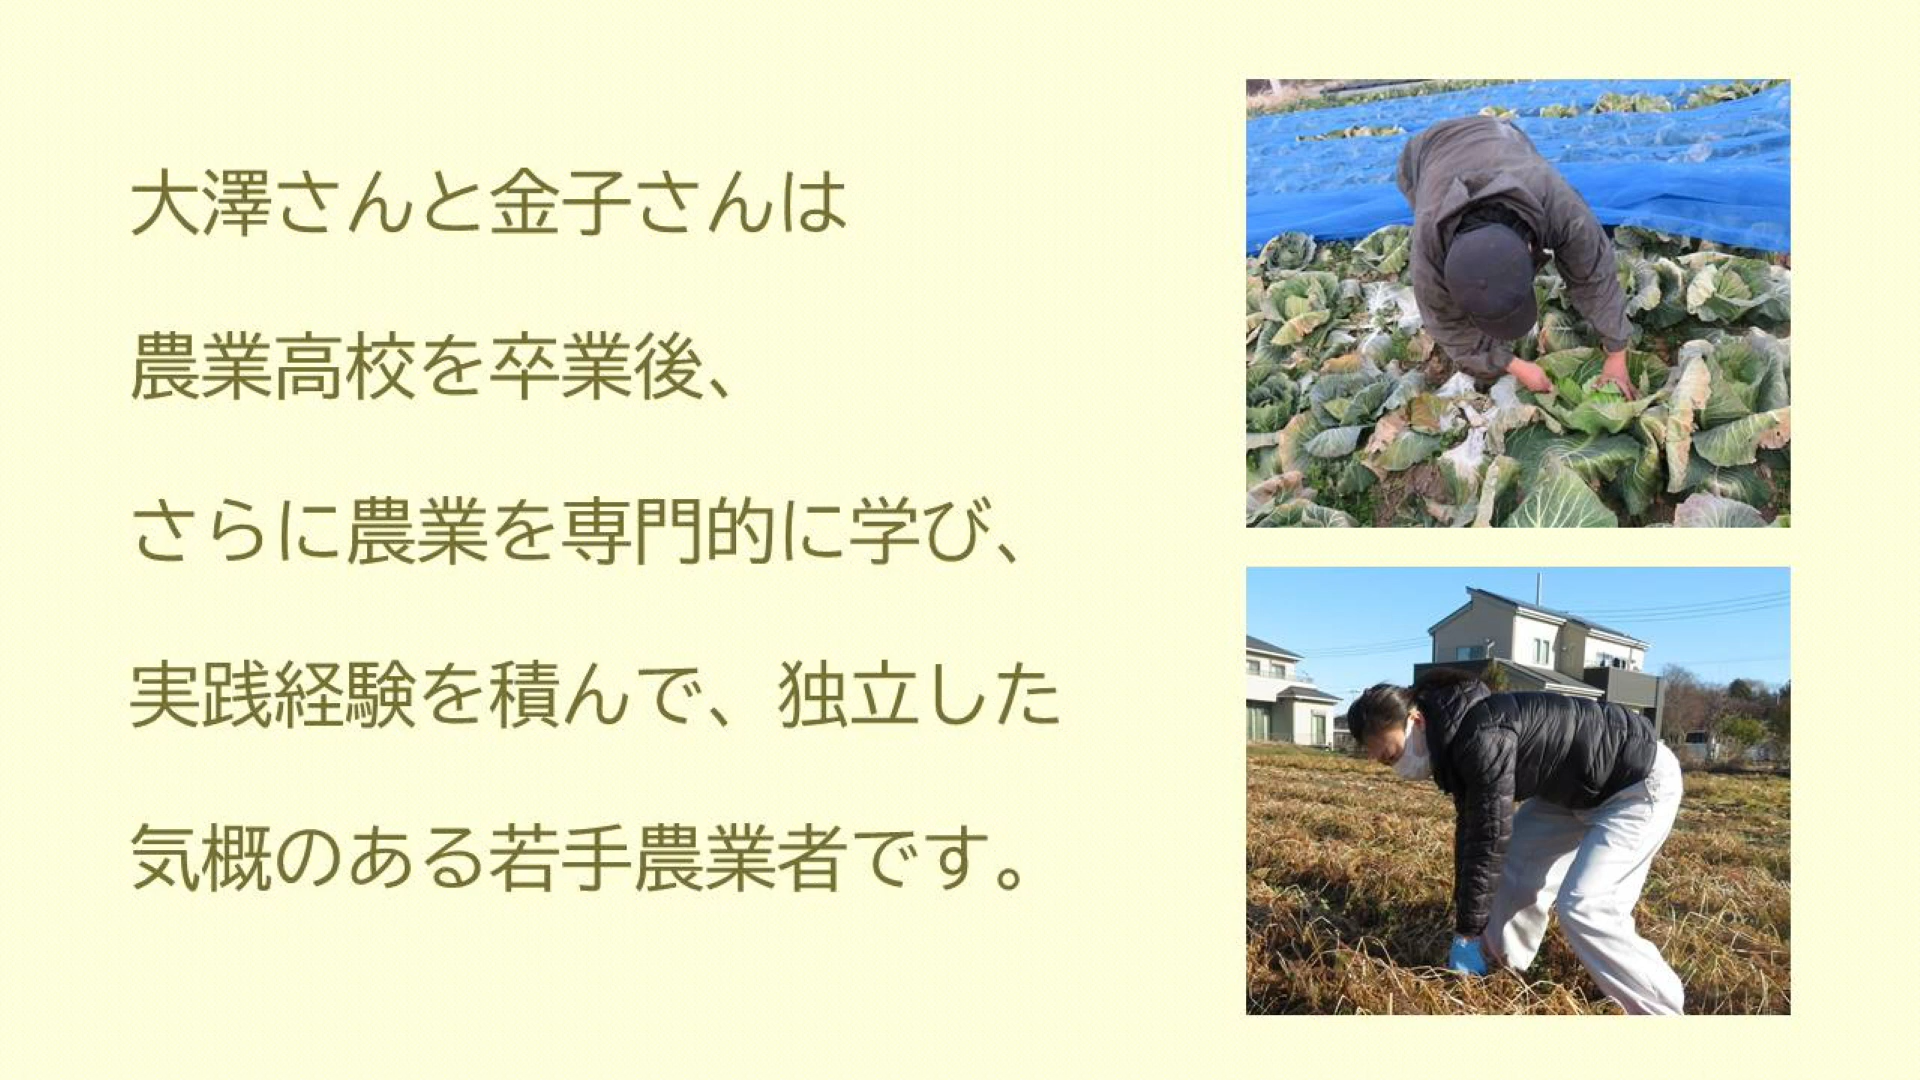 大澤さんと金子さんは
農業高校を卒業後、
さらに農業を専門的に学び、
実践経験を積んで、独立した
気概のある若手農業者です。